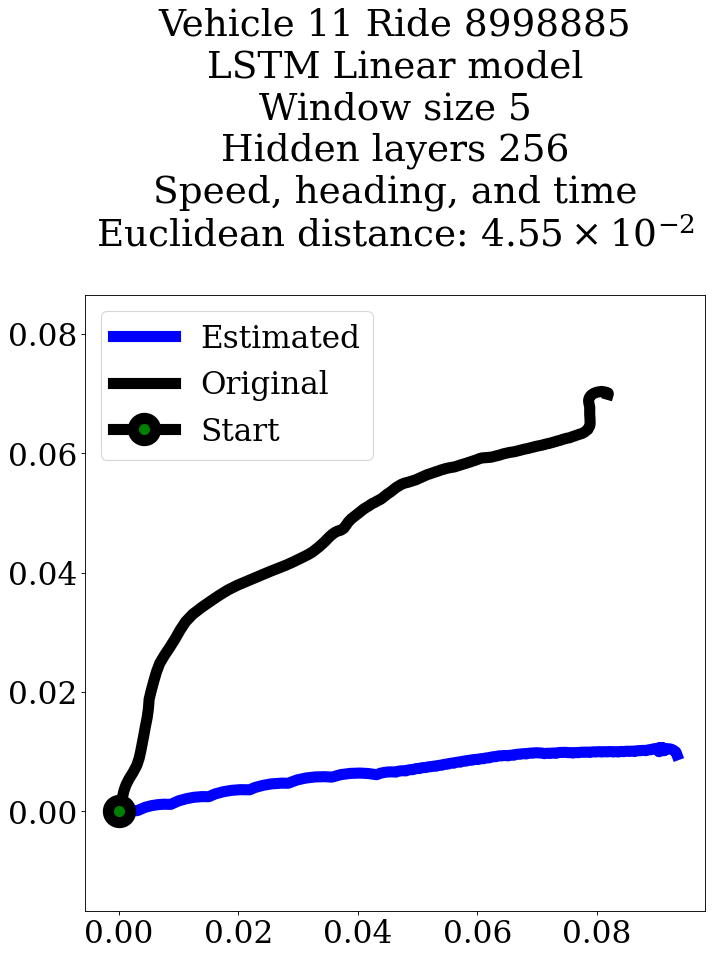 Vehicle 11 Ride 8998885
LSTM Linear model
Window size 5
Hidden layers 256
Speed, heading, and time
Euclidean distance: 4.55 × 10⁻²
Estimated
Original
Start
0.08
0.06
0.04
0.02
0.00
0.00 0.02 0.04 0.06 0.08